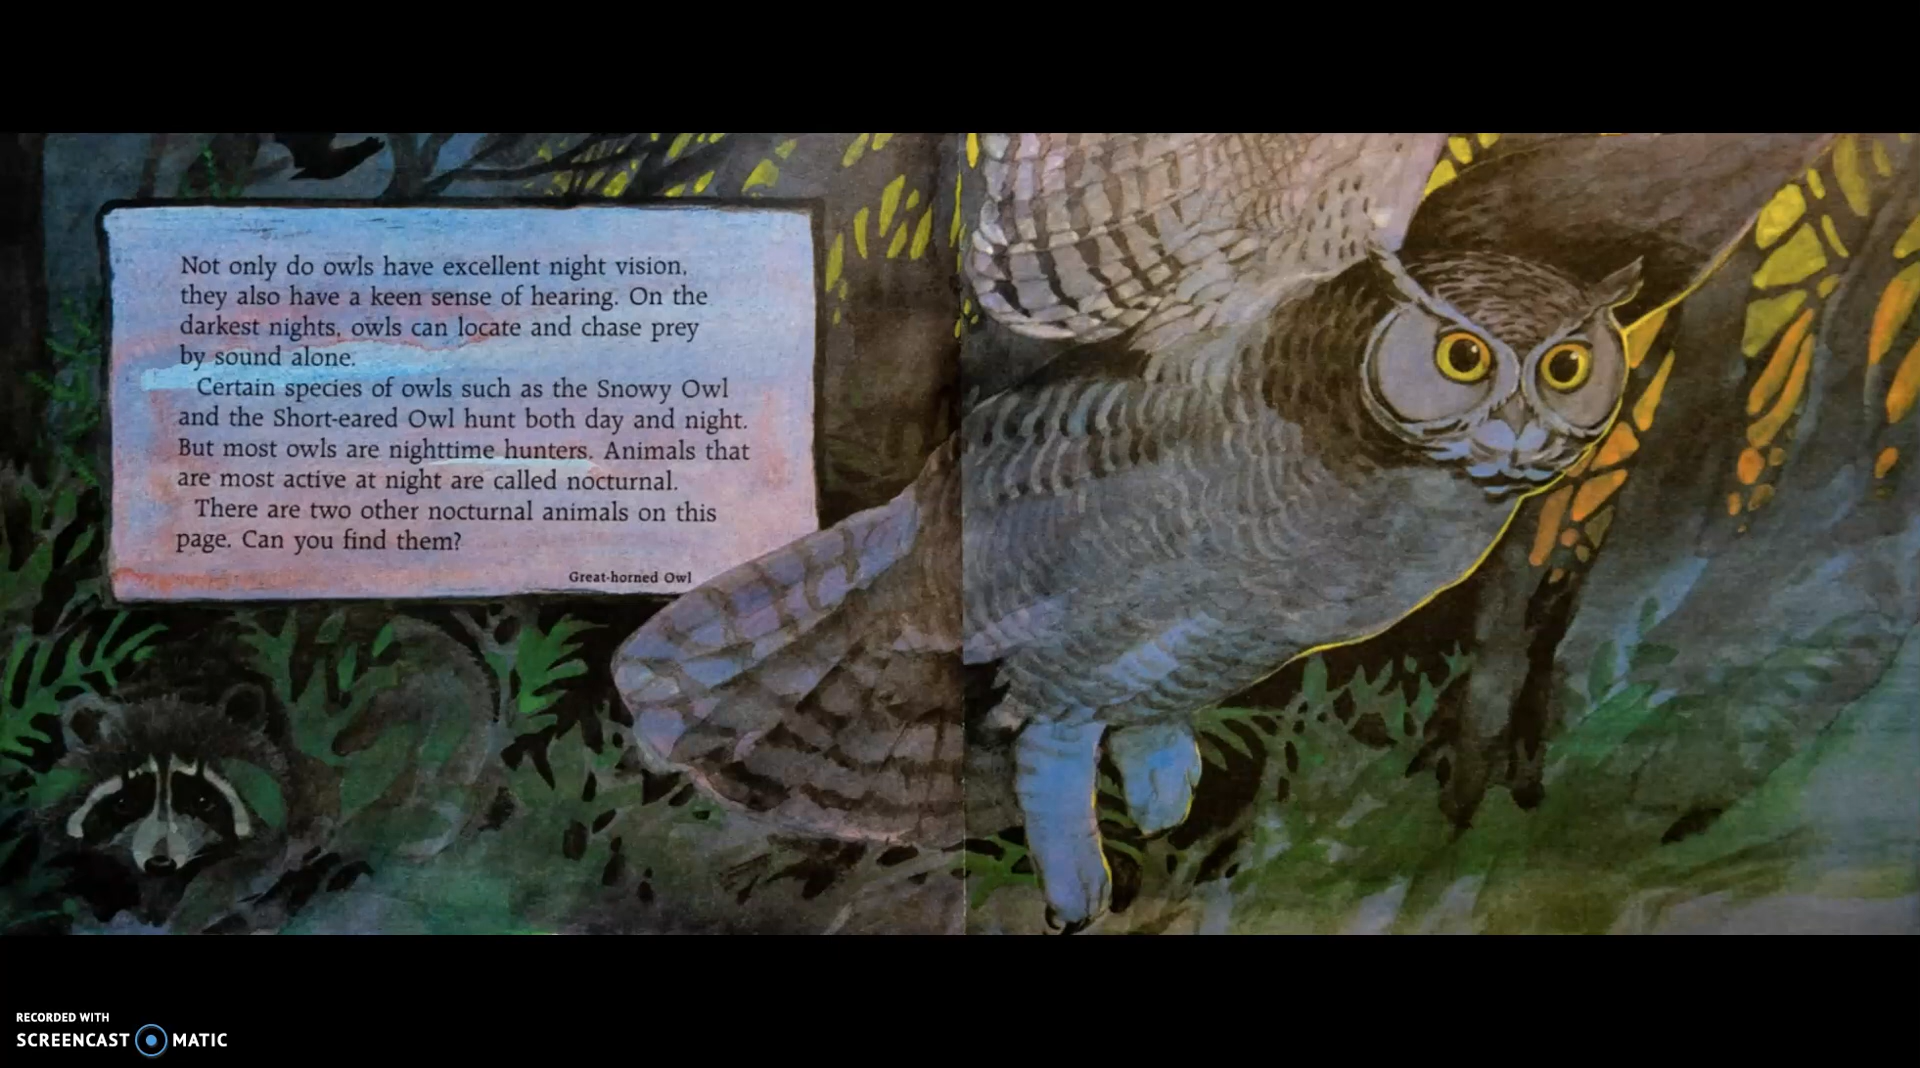 Not only do owls have excellent night vision,
they also have a keen sense of hearing. On the
darkest nights, owls can locate and chase prey
by sound alone.
Certain species of owls such as the Snowy Owl
and the Short-eared Owl hunt both day and night.
But most owls are nighttime hunters. Animals that
are most active at night are called nocturnal.
There are two other nocturnal animals on this
page. Can you find them?
Great-horned Owl
RECORDED WITH
SCREENCAST MATIC